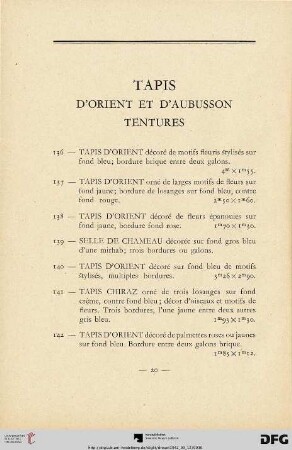 TAPIS
D'ORIENT ET D'AUBUSSON
TENTURES
136 — TAPIS D'ORIENT décoré de motifs fleuris stylisés sur
fond bleu; bordure brique entre deux galons.
4m × 1m55.
137 — TAPIS D'ORIENT orné de larges motifs de fleurs sur
fond jaune; bordure de losanges sur fond bleu, contre
fond rouge. 2m50 × 2m60.
138 — TAPIS D'ORIENT décoré de fleurs épanouies sur
fond jaune, bordure fond rose. 1m70 × 1m30.
139 — SELLE DE CHAMEAU décorée sur fond gros bleu
d'une mirhab; trois bordures ou galons.
140 — TAPIS D'ORIENT décoré sur fond bleu de motifs
stylisés, multiples bordures. 5m26 × 2m90.
141 — TAPIS CHIRAZ orné de trois losanges sur fond
crème, contre fond bleu; décor d'oiseaux et motifs de
fleurs. Trois bordures, l'une jaune entre deux autres
gris bleu. 1m93 × 1m30.
142 — TAPIS D'ORIENT décoré de palmettes roses ou jaunes
sur fond bleu. Bordure entre deux galons brique.
1m85 × 1m12.
— 20 —
DFG